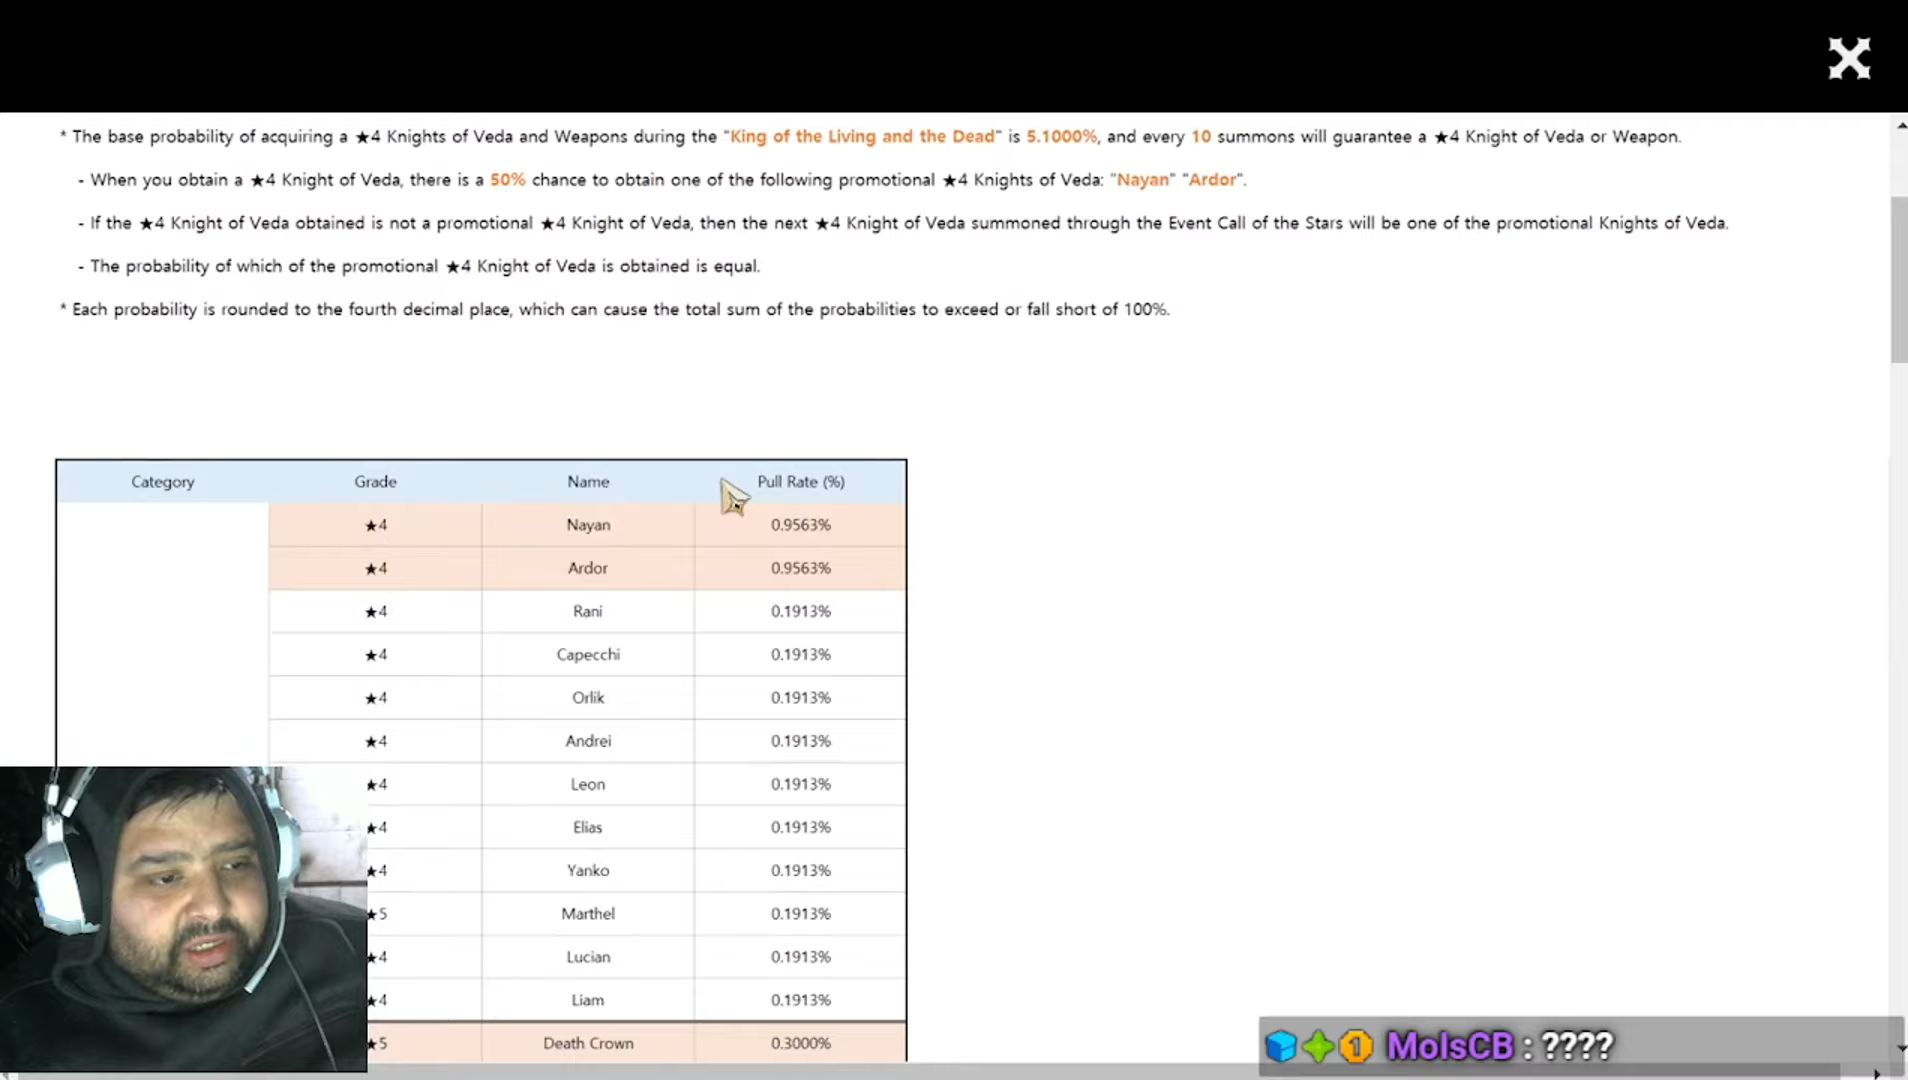 * The base probability of acquiring a ★4 Knights of Veda and Weapons during the "King of the Living and the Dead" is 5.1000%, and every 10 summons will guarantee a ★4 Knight of Veda or Weapon.
- When you obtain a ★4 Knight of Veda, there is a 50% chance to obtain one of the following promotional ★4 Knights of Veda: "Nayan" "Ardor".
- If the ★4 Knight of Veda obtained is not a promotional ★4 Knight of Veda, then the next ★4 Knight of Veda summoned through the Event Call of the Stars will be one of the promotional Knights of Veda.
- The probability of which of the promotional ★4 Knight of Veda is obtained is equal.
* Each probability is rounded to the fourth decimal place, which can cause the total sum of the probabilities to exceed or fall short of 100%.
Category Grade Name Pull Rate (%)
★4 Nayan 0.9563%
★4 Ardor 0.9563%
★4 Rani 0.1913%
★4 Capecchi 0.1913%
★4 Orlik 0.1913%
★4 Andrei 0.1913%
★4 Leon 0.1913%
★4 Elias 0.1913%
★4 Yanko 0.1913%
★5 Marthel 0.1913%
★4 Lucian 0.1913%
★4 Liam 0.1913%
★5 Death Crown 0.3000%
1 MolsCB : ????